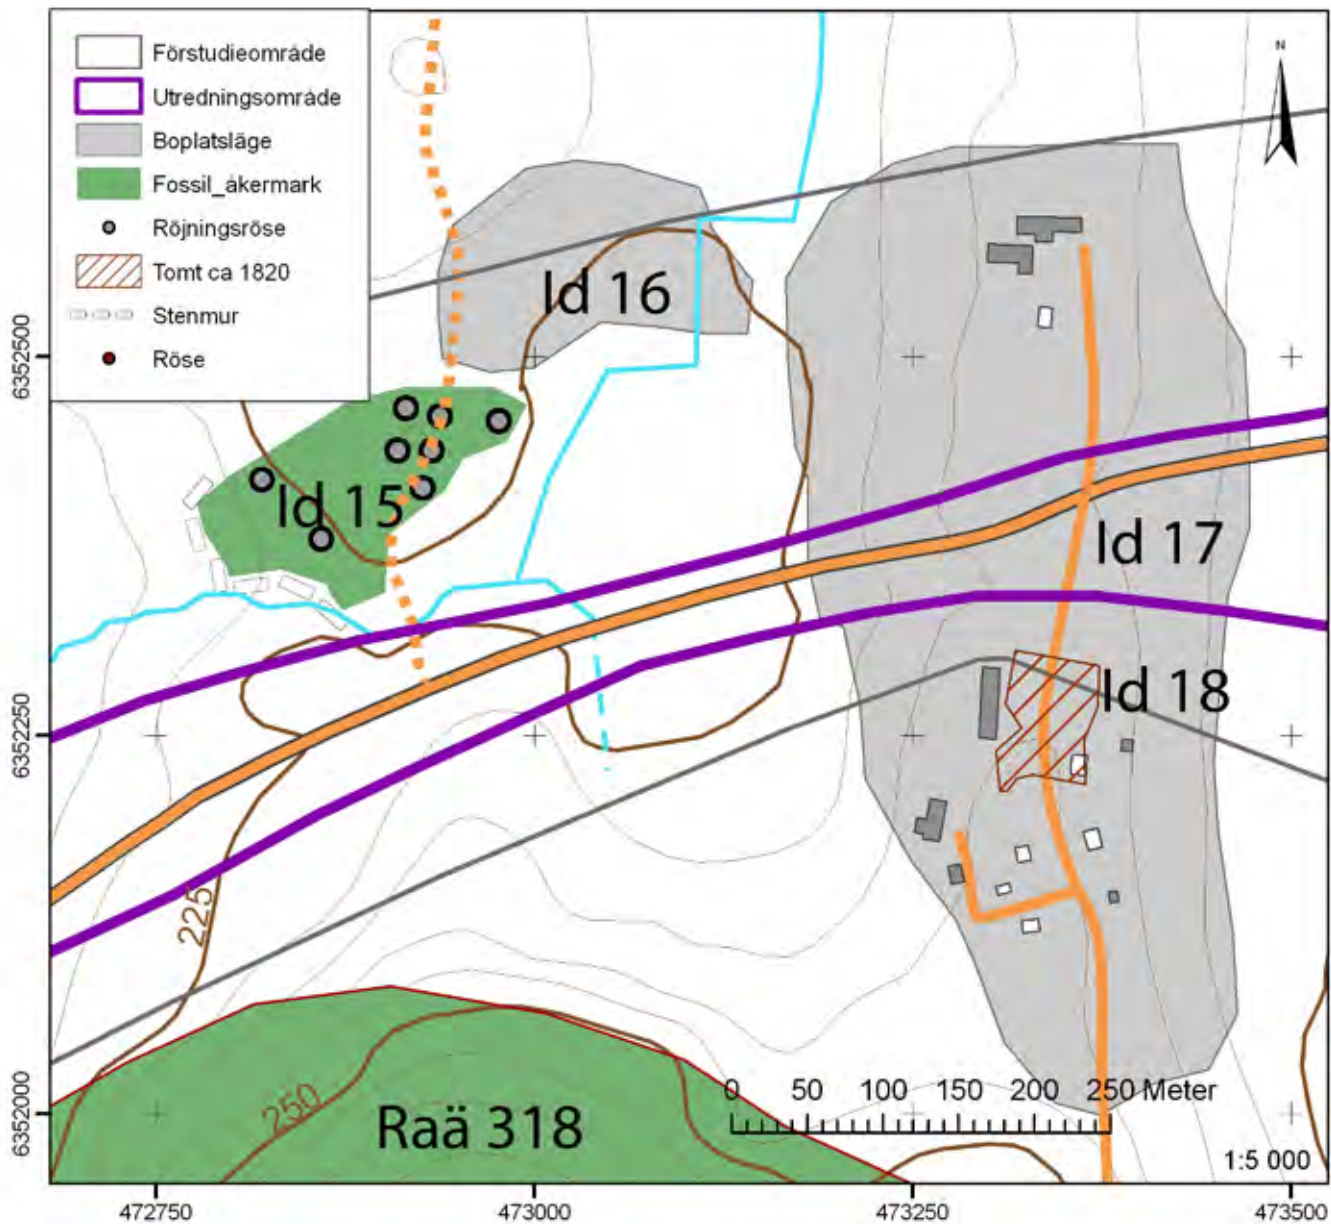 Förstudieområde
Utredningsområde
Boplatsläge
Fossil_åkermark
Röjningsröse
Tomt ca 1820
Stenmur
Röse
N
Id 16
Id 15
Id 17
Id 18
225
250
Raä 318
0 50 100 150 200 250 Meter
1:5 000
6352500
6352250
6352000
472750 473000 473250 473500